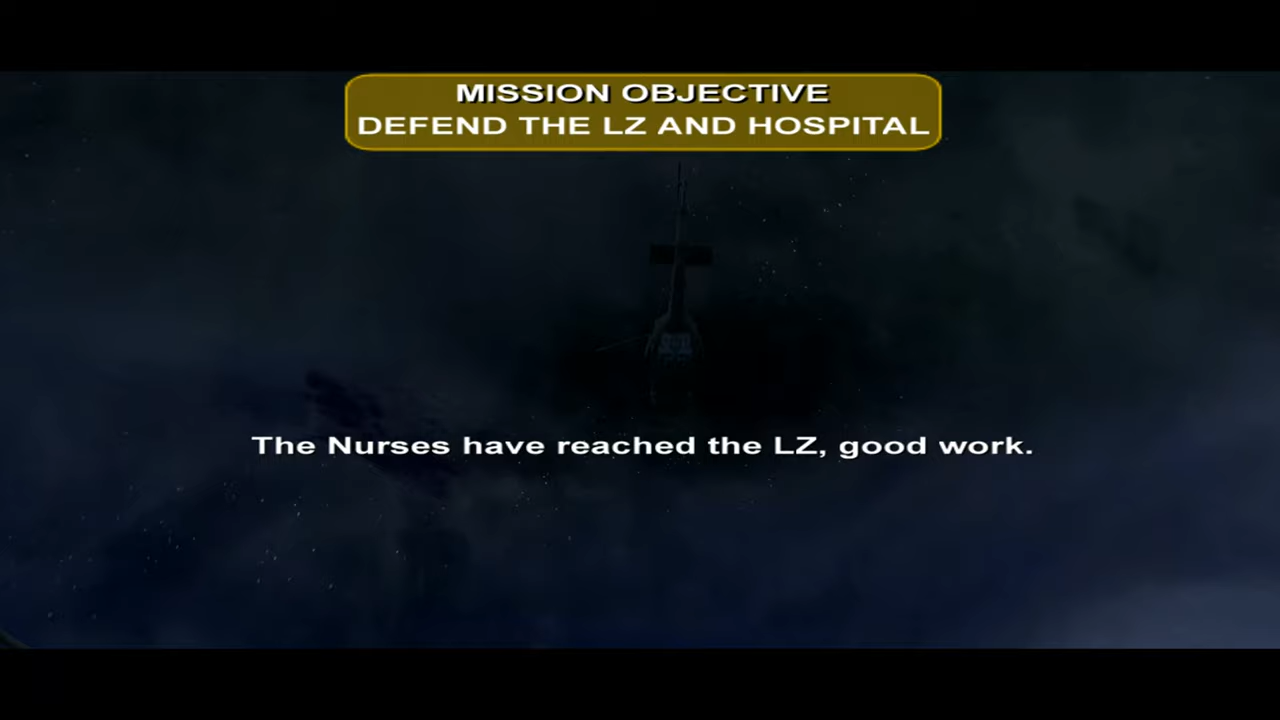 MISSION OBJECTIVE
DEFEND THE LZ AND HOSPITAL
The Nurses have reached the LZ, good work.